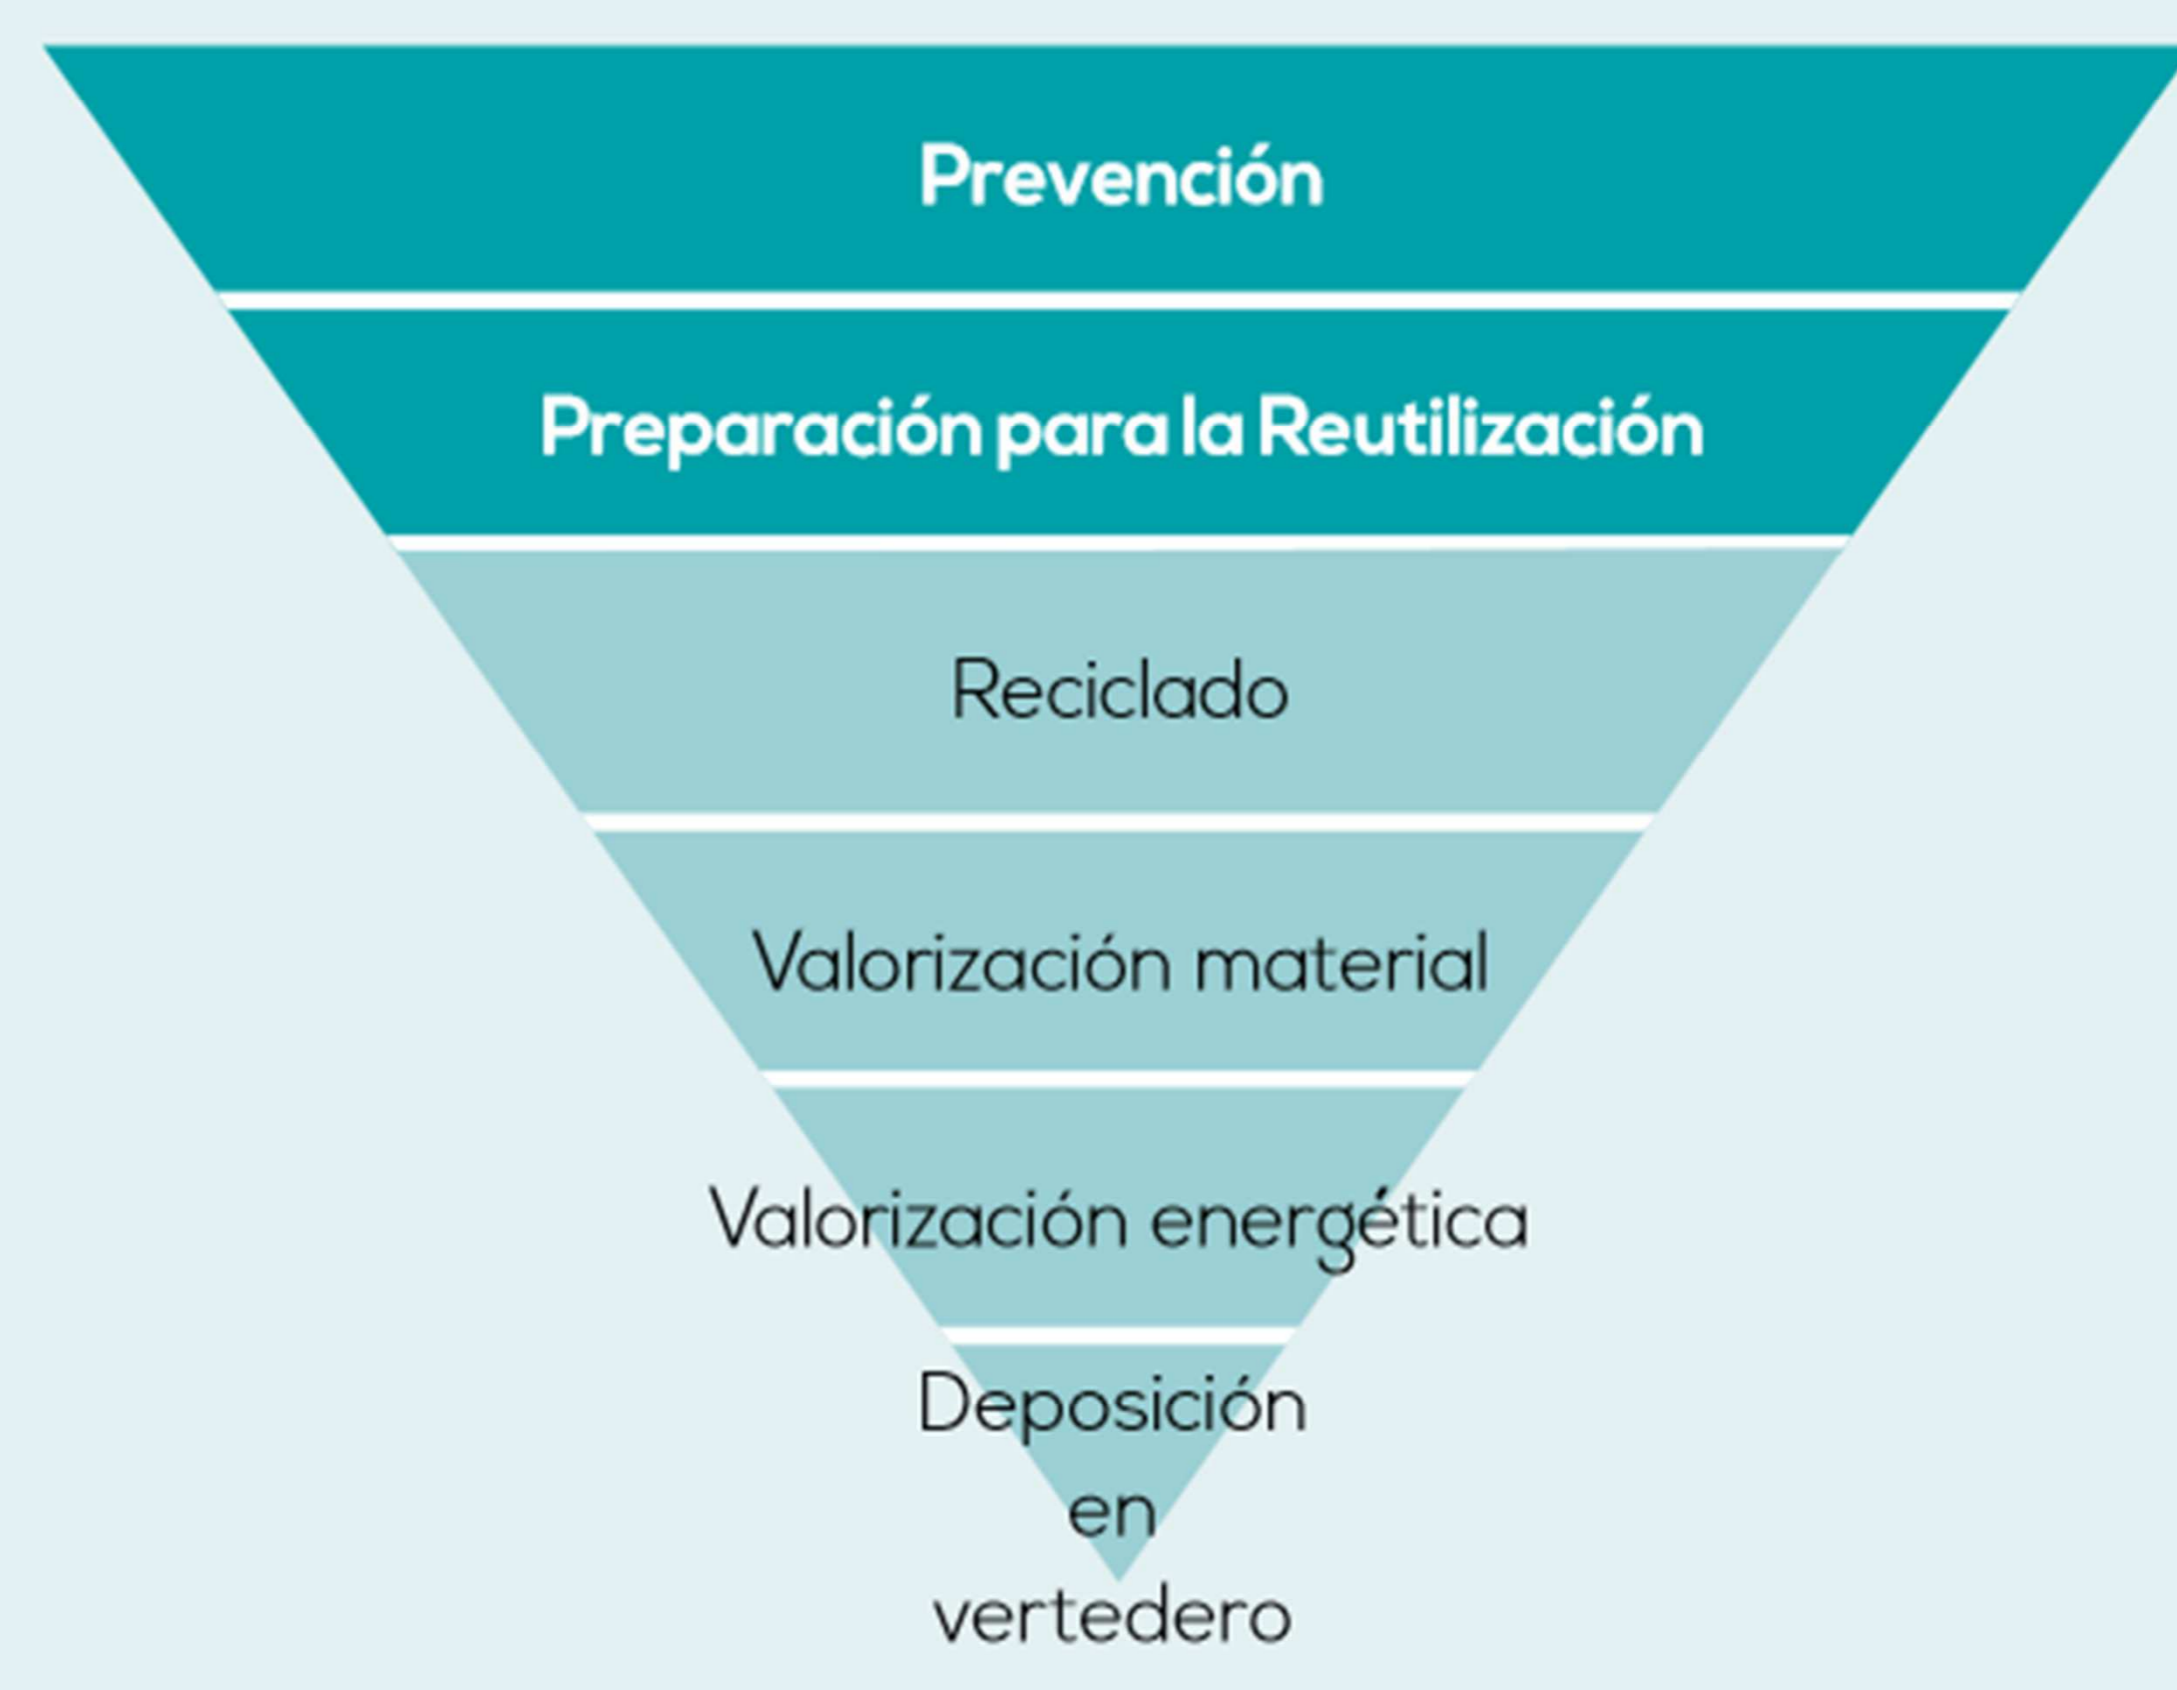 Prevención
Preparación para la Reutilización
Reciclado
Valorización material
Valorización energética
Deposición
en
vertedero